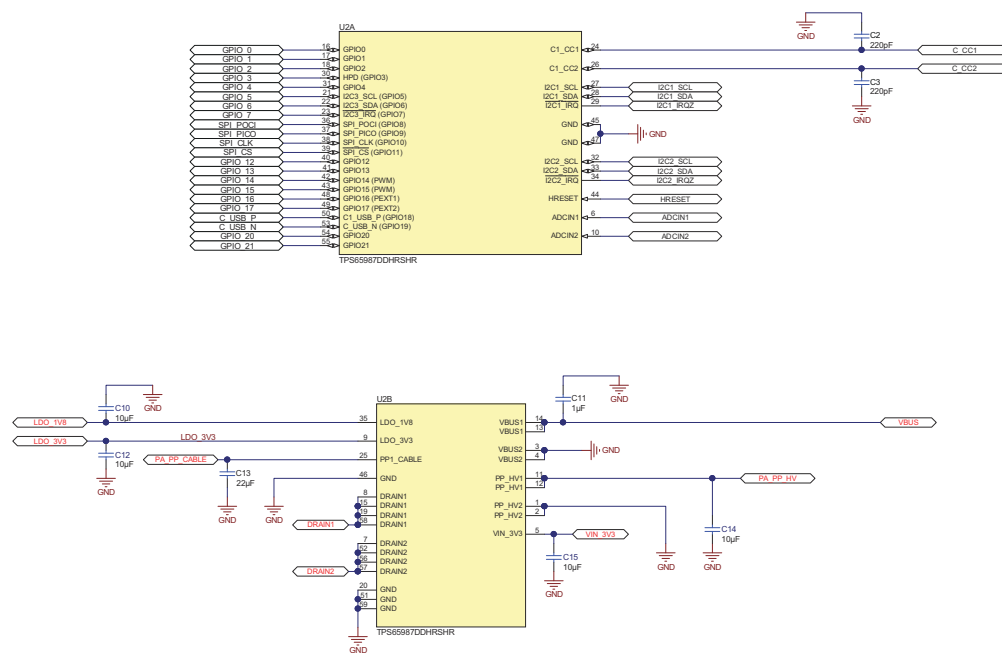 U2A
GPIO_0 16 GPIO0
GPIO_1 17 GPIO1
GPIO_2 18 GPIO2
GPIO_3 30 HPD (GPIO3)
GPIO_4 31 GPIO4
GPIO_5 21 I2C3_SCL (GPIO5)
GPIO_6 22 I2C3_SDA (GPIO6)
GPIO_7 23 I2C3_IRQ (GPIO7)
SPI_POCI 36 SPI_POCI (GPIO8)
SPI_PICO 37 SPI_PICO (GPIO9)
SPI_CLK 38 SPI_CLK (GPIO10)
SPI_CS 39 SPI_CS (GPIO11)
GPIO_12 40 GPIO12
GPIO_13 41 GPIO13
GPIO_14 42 GPIO14 (PWM)
GPIO_15 43 GPIO15 (PWM)
GPIO_16 48 GPIO16 (PEXT1)
GPIO_17 49 GPIO17 (PEXT2)
C_USB_P 50 C1_USB_P (GPIO18)
C_USB_N 53 C_USB_N (GPIO19)
GPIO_20 54 GPIO20
GPIO_21 55 GPIO21
C1_CC1 24 C_CC1
C1_CC2 26 C_CC2
GND
C2
220pF
C3
220pF
GND
I2C1_SCL 27 I2C1_SCL
I2C1_SDA 28 I2C1_SDA
I2C1_IRQ 29 I2C1_IRQZ
GND 45
GND
GND 47
I2C2_SCL 32 I2C2_SCL
I2C2_SDA 33 I2C2_SDA
I2C2_IRQ 34 I2C2_IRQZ
HRESET 44 HRESET
ADCIN1 6 ADCIN1
ADCIN2 10 ADCIN2
TPS65987DDHRSHR
U2B
GND
C10
10µF
LDO_1V8 35 LDO_1V8
LDO_3V3 LDO_3V3 9 LDO_3V3
C12
10µF
GND
PA_PP_CABLE 25 PP1_CABLE
C13
22µF
GND
46 GND
GND
8 DRAIN1
15 DRAIN1
19 DRAIN1
DRAIN1 58 DRAIN1
7 DRAIN2
52 DRAIN2
56 DRAIN2
DRAIN2 57 DRAIN2
20 GND
51 GND
59 GND
GND
C11
1µF
GND
VBUS1 14 VBUS
VBUS1 13
VBUS2 3
GND
VBUS2 4
PP_HV1 11 PA_PP_HV
PP_HV1 12
PP_HV2 1
PP_HV2 2
GND
C14
10µF
GND
VIN_3V3 5 VIN_3V3
C15
10µF
GND
TPS65987DDHRSHR